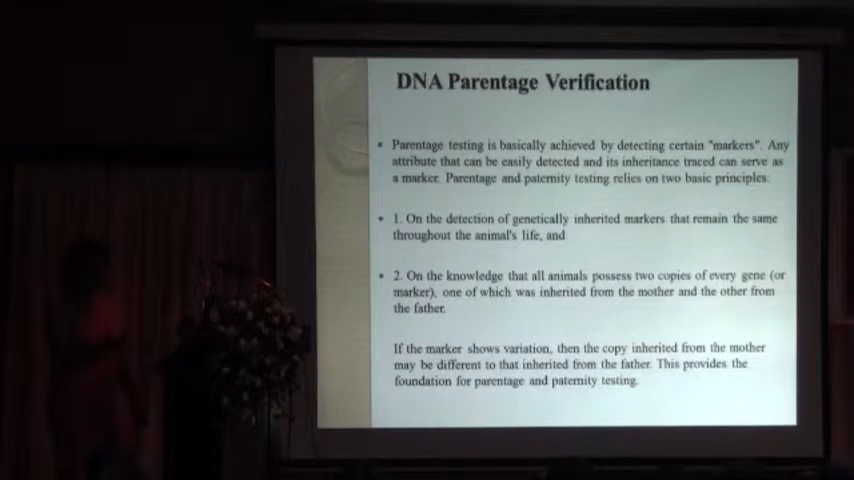 DNA Parentage Verification
• Parentage testing is basically achieved by detecting certain "markers". Any
attribute that can be easily detected and its inheritance traced can serve as
a marker. Parentage and paternity testing relies on two basic principles:
• 1. On the detection of genetically inherited markers that remain the same
throughout the animal's life, and
• 2. On the knowledge that all animals possess two copies of every gene (or
marker), one of which was inherited from the mother and the other from
the father.
If the marker shows variation, then the copy inherited from the mother
may be different to that inherited from the father. This provides the
foundation for parentage and paternity testing.